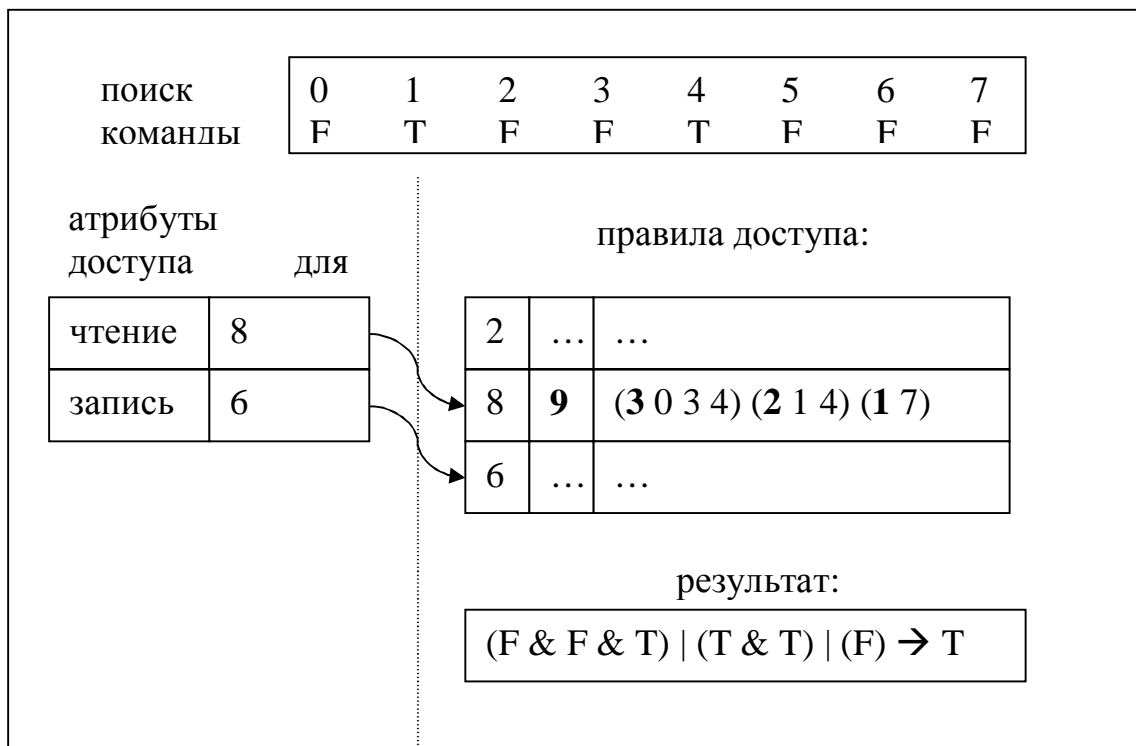 поиск 0 1 2 3 4 5 6 7
команды F T F F T F F F
атрибуты
доступа для
правила доступа:
чтение 8
запись 6
2 … …
8 9 (3 0 3 4) (2 1 4) (1 7)
6 … …
результат:
(F & F & T) | (T & T) | (F) → T